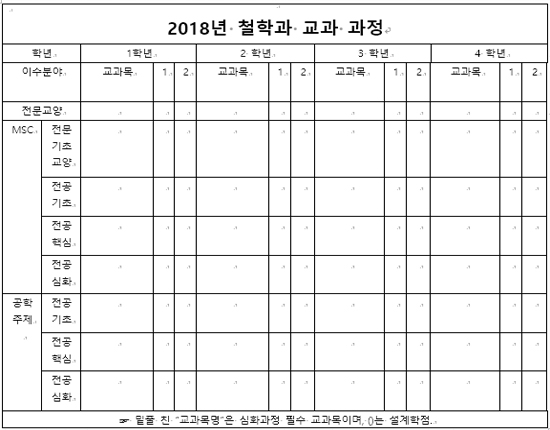 2018년 철학과 교과 과정
학년 1학년 2 학년 3 학년 4 학년
이수분야 교과목 1 2 교과목 1 2 교과목 1 2 교과목 1 2
전문교양
MSC 전문
기초
교양
전공
기초
전공
핵심
전공
심화
공학 전공
주제 기초
전공
핵심
전공
심화
☞ 밑줄 친 "교과목명"은 심화과정 필수 교과목이며, ()는 설계학점.